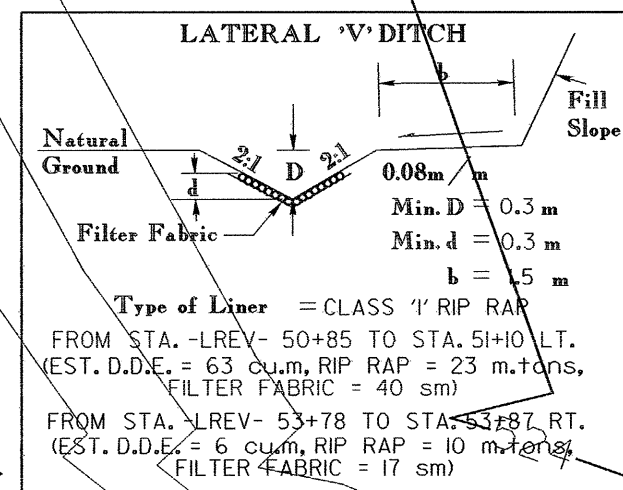 LATERAL 'V' DITCH
b
Fill
Slope
Natural
Ground
2:1
D
2:1
d
0.08m m
Filter Fabric
Min. D = 0.3 m
Min. d = 0.3 m
b = 1.5 m
Type of Liner = CLASS 'I' RIP RAP
FROM STA. -LREV- 50+85 TO STA. 51+10 LT.
(EST. D.D.E. = 63 cu.m, RIP RAP = 23 m.tons,
FILTER FABRIC = 40 sm)
FROM STA. -LREV- 53+78 TO STA. 53+87 RT.
(EST. D.D.E. = 6 cu.m, RIP RAP = 10 m.tons,
FILTER FABRIC = 17 sm)